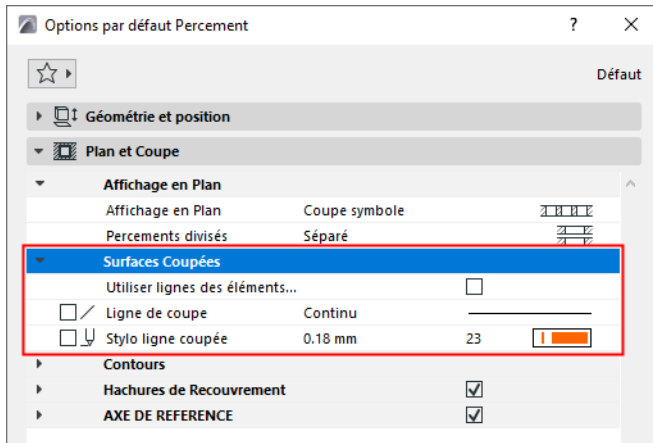 Options par défaut Percement
?
Défaut
Géométrie et position
Plan et Coupe
Affichage en Plan
Affichage en Plan Coupe symbole
Percements divisés Séparé
Surfaces Coupées
Utiliser lignes des éléments...
Ligne de coupe Continu
Stylo ligne coupée 0.18 mm 23
Contours
Hachures de Recouvrement
AXE DE REFERENCE